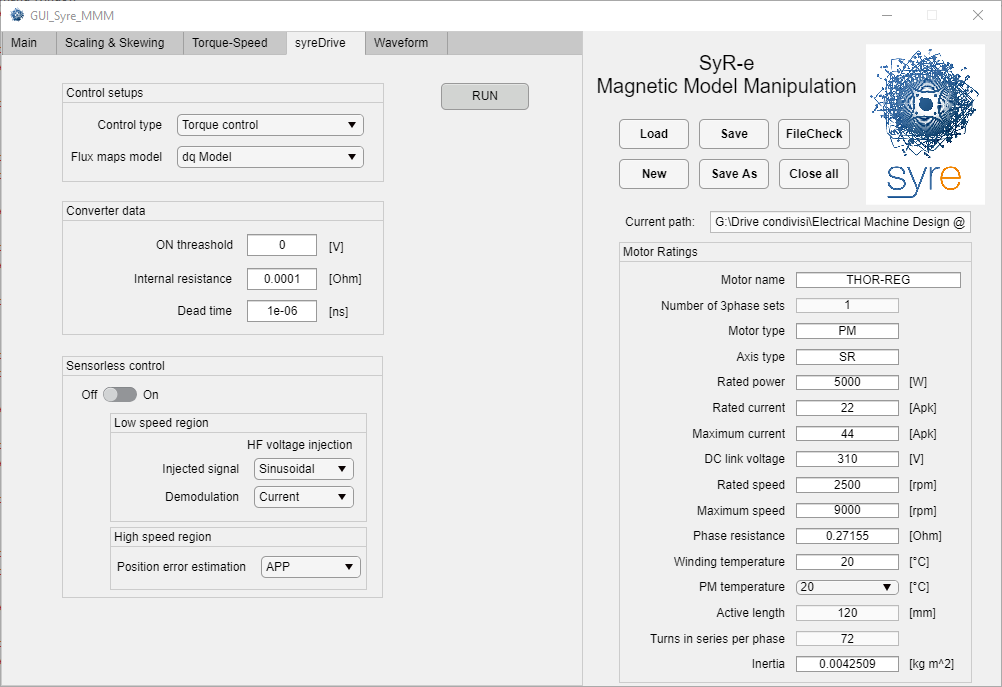 GUI_Syre_MMM
Main Scaling & Skewing Torque-Speed syreDrive Waveform
Control setups
Control type Torque control
Flux maps model dq Model
RUN
Converter data
ON threashold 0 [V]
Internal resistance 0.0001 [Ohm]
Dead time 1e-06 [ns]
Sensorless control
Off On
Low speed region
HF voltage injection
Injected signal Sinusoidal
Demodulation Current
High speed region
Position error estimation APP
SyR-e
Magnetic Model Manipulation
Load Save FileCheck
New Save As Close all
syre
Current path: G:\Drive condivisi\Electrical Machine Design @
Motor Ratings
Motor name THOR-REG
Number of 3phase sets 1
Motor type PM
Axis type SR
Rated power 5000 [W]
Rated current 22 [Apk]
Maximum current 44 [Apk]
DC link voltage 310 [V]
Rated speed 2500 [rpm]
Maximum speed 9000 [rpm]
Phase resistance 0.27155 [Ohm]
Winding temperature 20 [°C]
PM temperature 20 [°C]
Active length 120 [mm]
Turns in series per phase 72
Inertia 0.0042509 [kg m^2]